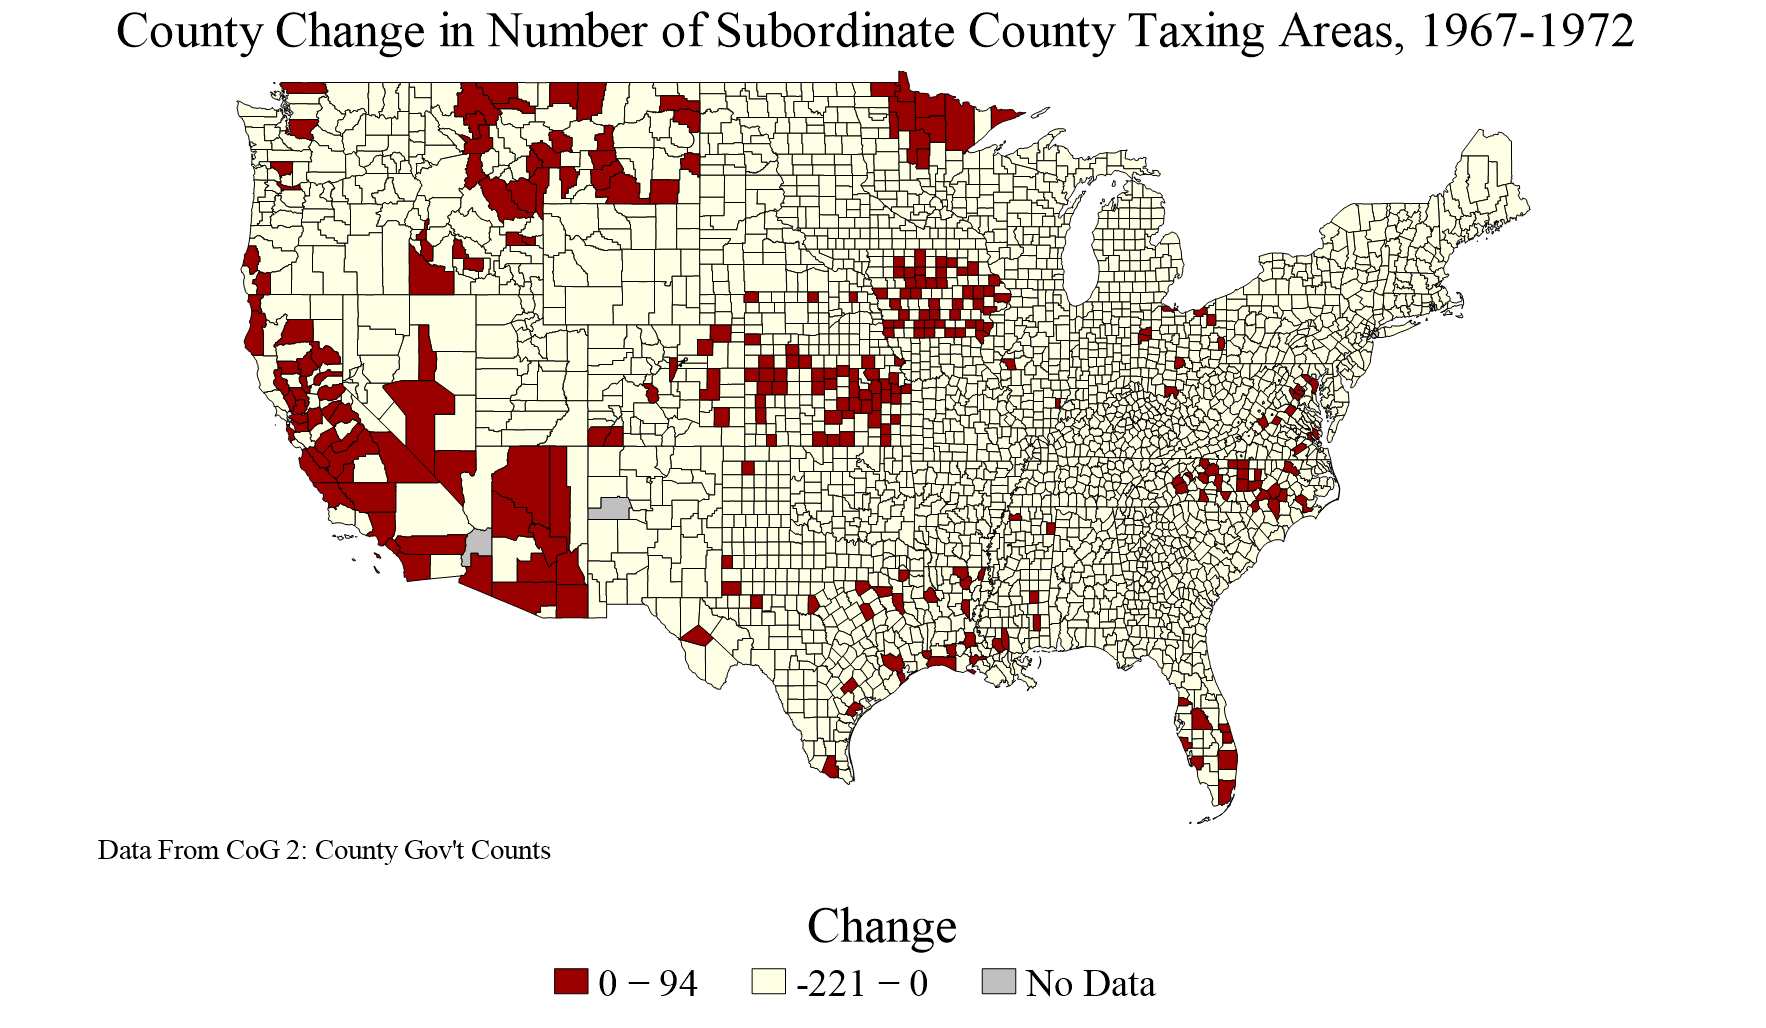 County Change in Number of Subordinate County Taxing Areas, 1967-1972
Data From CoG 2: County Gov't Counts
Change
0 − 94
-221 − 0
No Data